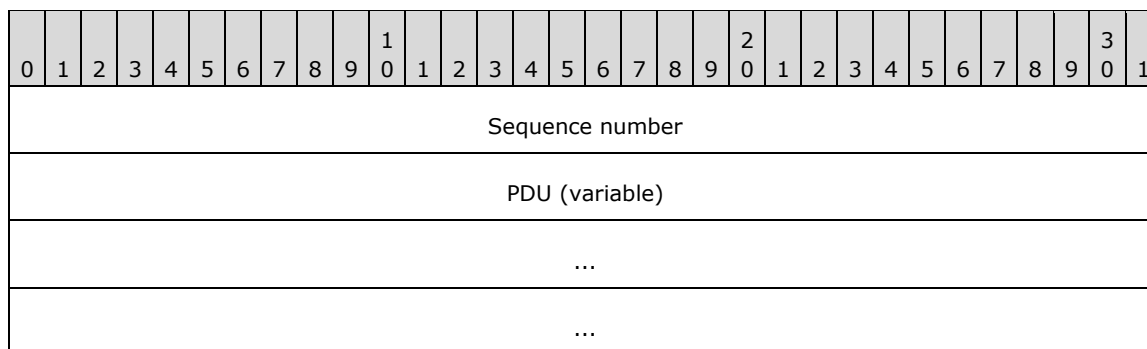 1 2 3
0 1 2 3 4 5 6 7 8 9 0 1 2 3 4 5 6 7 8 9 0 1 2 3 4 5 6 7 8 9 0 1
Sequence number
PDU (variable)
...
...